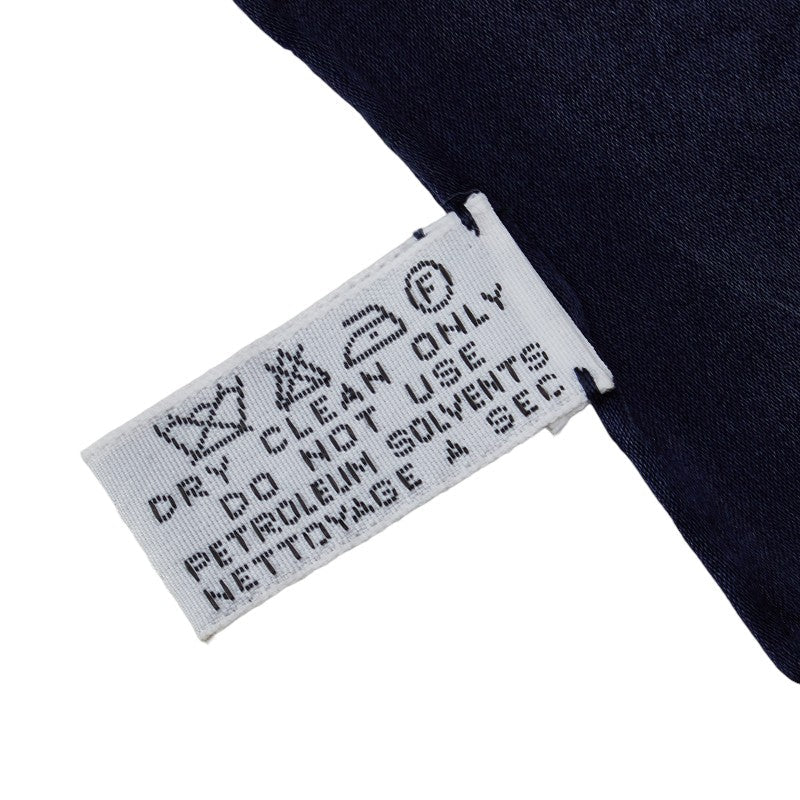 F
DRY CLEAN ONLY
DO NOT USE
PETROLEUM SOLVENTS
NETTOYAGE A SEC